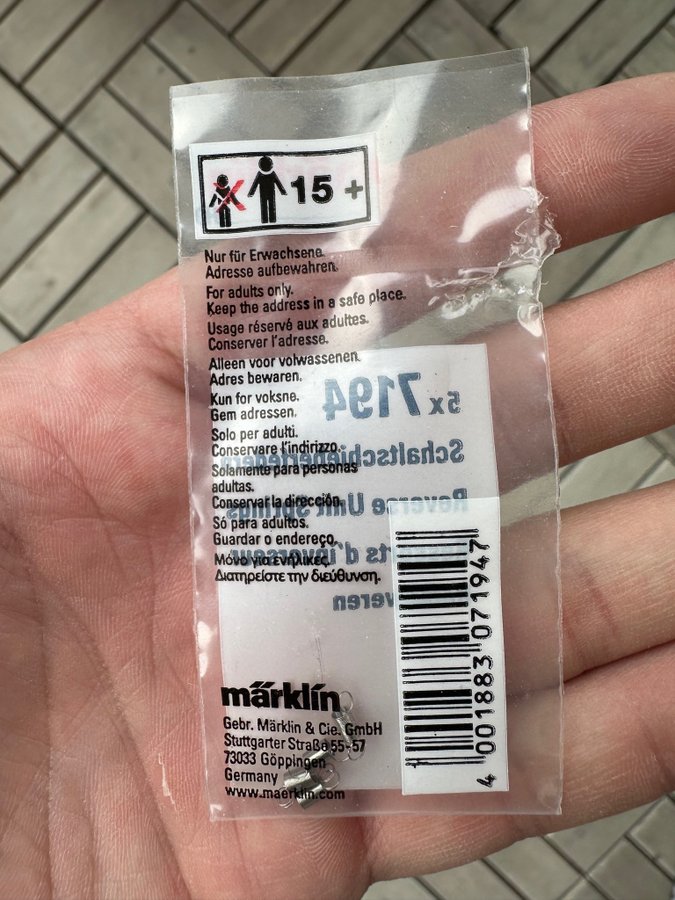 15 +
Nur für Erwachsene.
Adresse aufbewahren.
For adults only.
Keep the address in a safe place.
Usage réservé aux adultes.
Conserver l'adresse.
Alleen voor volwassenen.
Adres bewaren.
Kun for voksne.
Gem adressen.
Solo per adulti.
Conservare l'indirizzo.
Solamente para personas
adultas.
Conservar la dirección.
Só para adultos.
Guardar o endereço.
Μόνο για ενήλικες.
Διατηρείστε την διεύθυνση.
5x 7194
Schaltschieberfedern
Reverse Unit Springs
d'inverseur
märklin
Gebr. Märklin & Cie. GmbH
Stuttgarter Straße 55-57
73033 Göppingen
Germany
www.maerklin.com
4 001883 071947